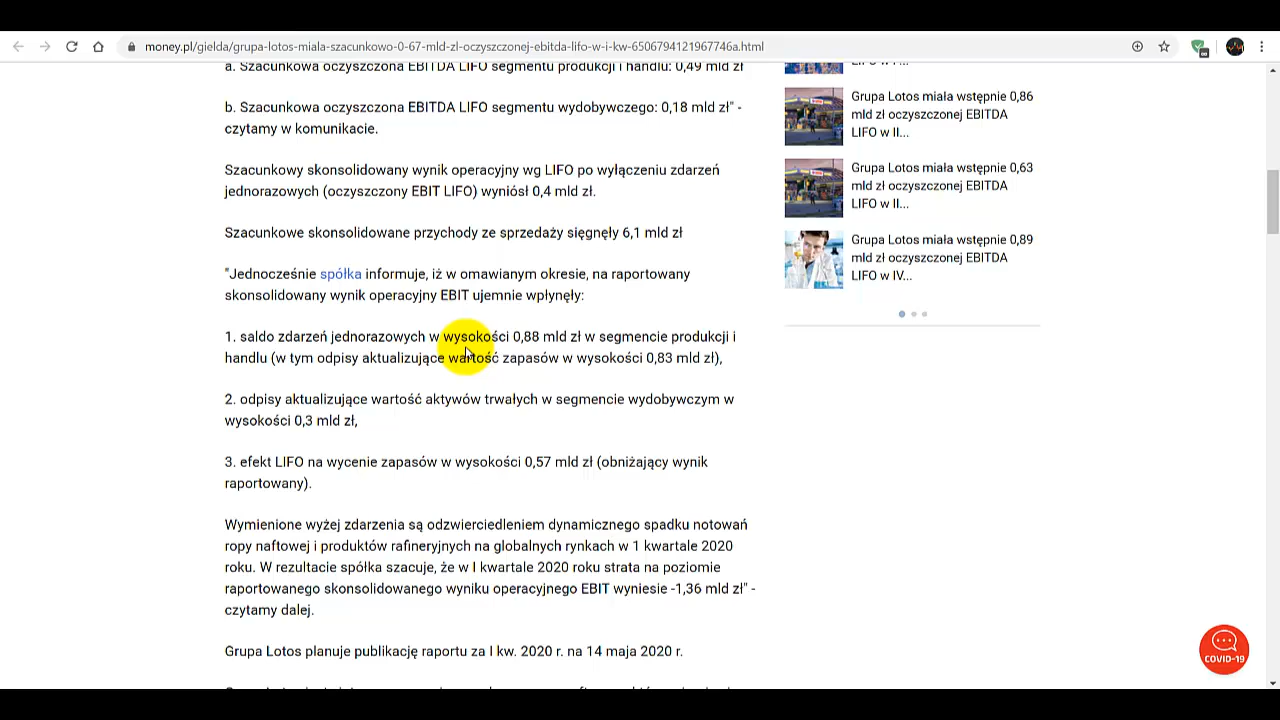 money.pl/gielda/grupa-lotos-miala-szacunkowo-0-67-mld-zl-oczyszczonej-ebitda-lifo-w-i-kw-6506794121967746a.html
a. Szacunkowa oczyszczona EBITDA LIFO segmentu produkcji i handlu: 0,49 mld zł
b. Szacunkowa oczyszczona EBITDA LIFO segmentu wydobywczego: 0,18 mld zł" -
czytamy w komunikacie.
Szacunkowy skonsolidowany wynik operacyjny wg LIFO po wyłączeniu zdarzeń
jednorazowych (oczyszczony EBIT LIFO) wyniósł 0,4 mld zł.
Szacunkowe skonsolidowane przychody ze sprzedaży sięgnęły 6,1 mld zł
"Jednocześnie spółka informuje, iż w omawianym okresie, na raportowany
skonsolidowany wynik operacyjny EBIT ujemnie wpłynęły:
1. saldo zdarzeń jednorazowych w wysokości 0,88 mld zł w segmencie produkcji i
handlu (w tym odpisy aktualizujące wartość zapasów w wysokości 0,83 mld zł),
2. odpisy aktualizujące wartość aktywów trwałych w segmencie wydobywczym w
wysokości 0,3 mld zł,
3. efekt LIFO na wycenie zapasów w wysokości 0,57 mld zł (obniżający wynik
raportowany).
Wymienione wyżej zdarzenia są odzwierciedleniem dynamicznego spadku notowań
ropy naftowej i produktów rafineryjnych na globalnych rynkach w 1 kwartale 2020
roku. W rezultacie spółka szacuje, że w I kwartale 2020 roku strata na poziomie
raportowanego skonsolidowanego wyniku operacyjnego EBIT wyniesie -1,36 mld zł" -
czytamy dalej.
Grupa Lotos planuje publikację raportu za I kw. 2020 r. na 14 maja 2020 r.
LIFO w I...
Grupa Lotos miała wstępnie 0,86
mld zł oczyszczonej EBITDA
LIFO w II...
Grupa Lotos miała wstępnie 0,63
mld zł oczyszczonej EBITDA
LIFO w II...
Grupa Lotos miała wstępnie 0,89
mld zł oczyszczonej EBITDA
LIFO w IV...
COVID-19